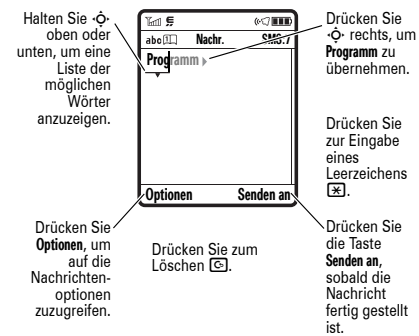 Halten Sie
oben oder
unten, um eine
Liste der
möglichen
Wörter
anzuzeigen.
abc Nachr. SMS:7
Programm
Optionen Senden an
Drücken Sie
rechts, um
Programm zu
übernehmen.
Drücken Sie
zur Eingabe
eines
Leerzeichens
*.
Drücken Sie
Optionen, um
auf die
Nachrichten-
optionen
zuzugreifen.
Drücken Sie zum
Löschen C.
Drücken Sie
die Taste
Senden an,
sobald die
Nachricht
fertig gestellt
ist.